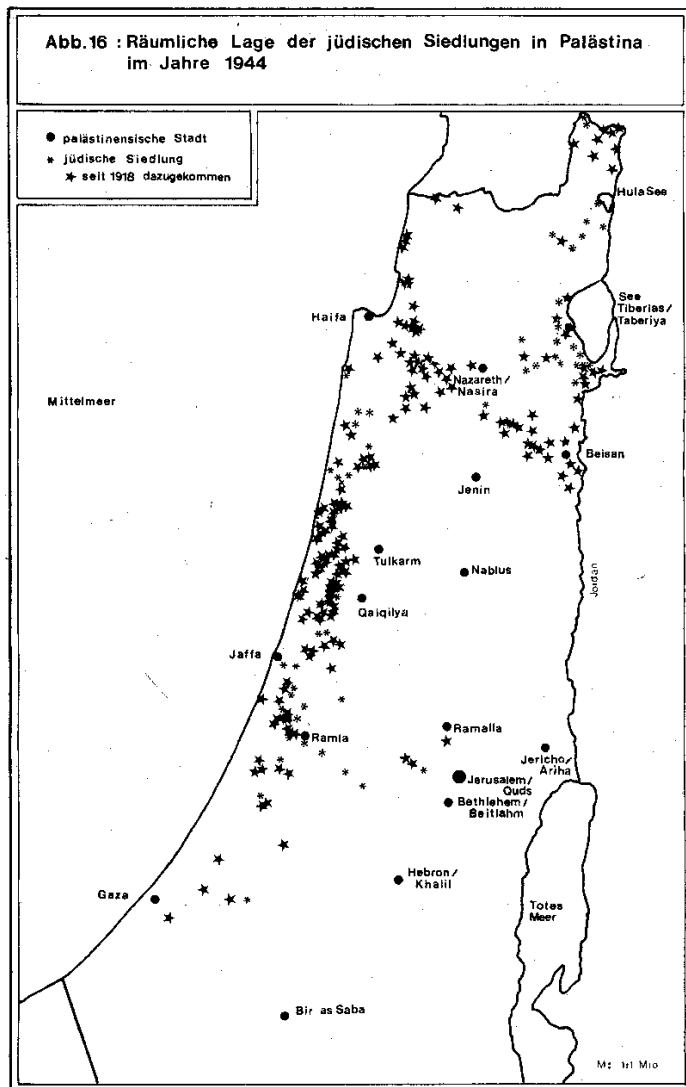 Abb.16 : Räumliche Lage der jüdischen Siedlungen in Palästina
im Jahre 1944
● palästinensische Stadt
* jüdische Siedlung
★ seit 1918 dazugekommen
Hula See
See
Tiberias/
Taberiya
Haifa
Nazareth/
Nasira
Mittelmeer
Beisan
Jenin
Tulkarm
Nablus
Jordan
Qalqilya
Jaffa
Ramla
Ramalla
Jericho/
Ariha
Jerusalem/
Quds
Bethlehem/
Beitlahm
Hebron/
Khalil
Gaza
Totes
Meer
Bir as Saba